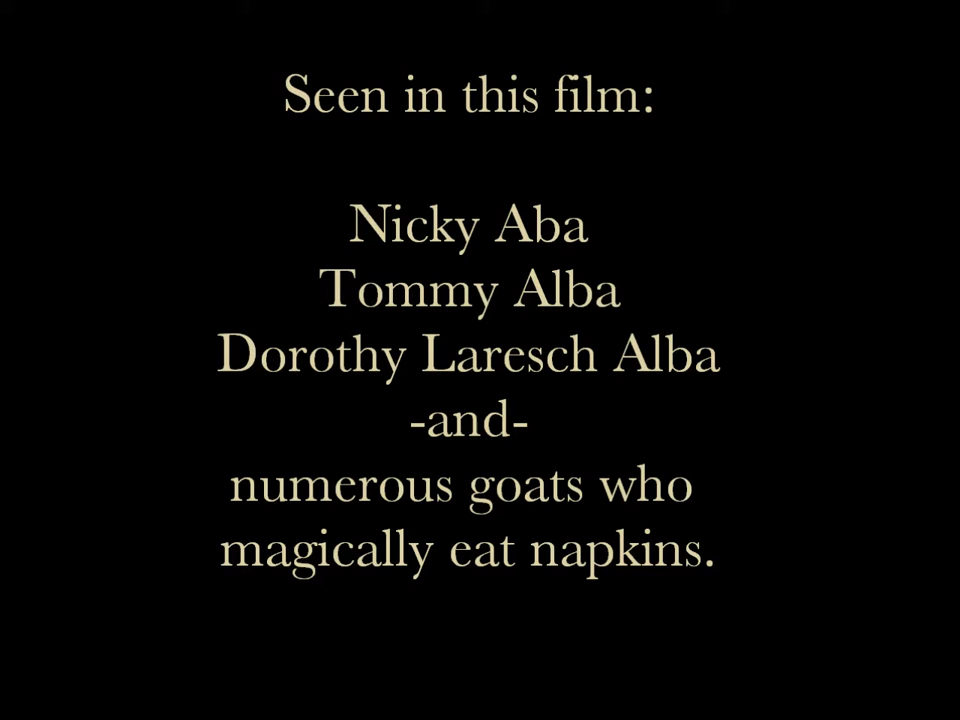 Seen in this film:
Nicky Aba
Tommy Alba
Dorothy Laresch Alba
-and-
numerous goats who
magically eat napkins.